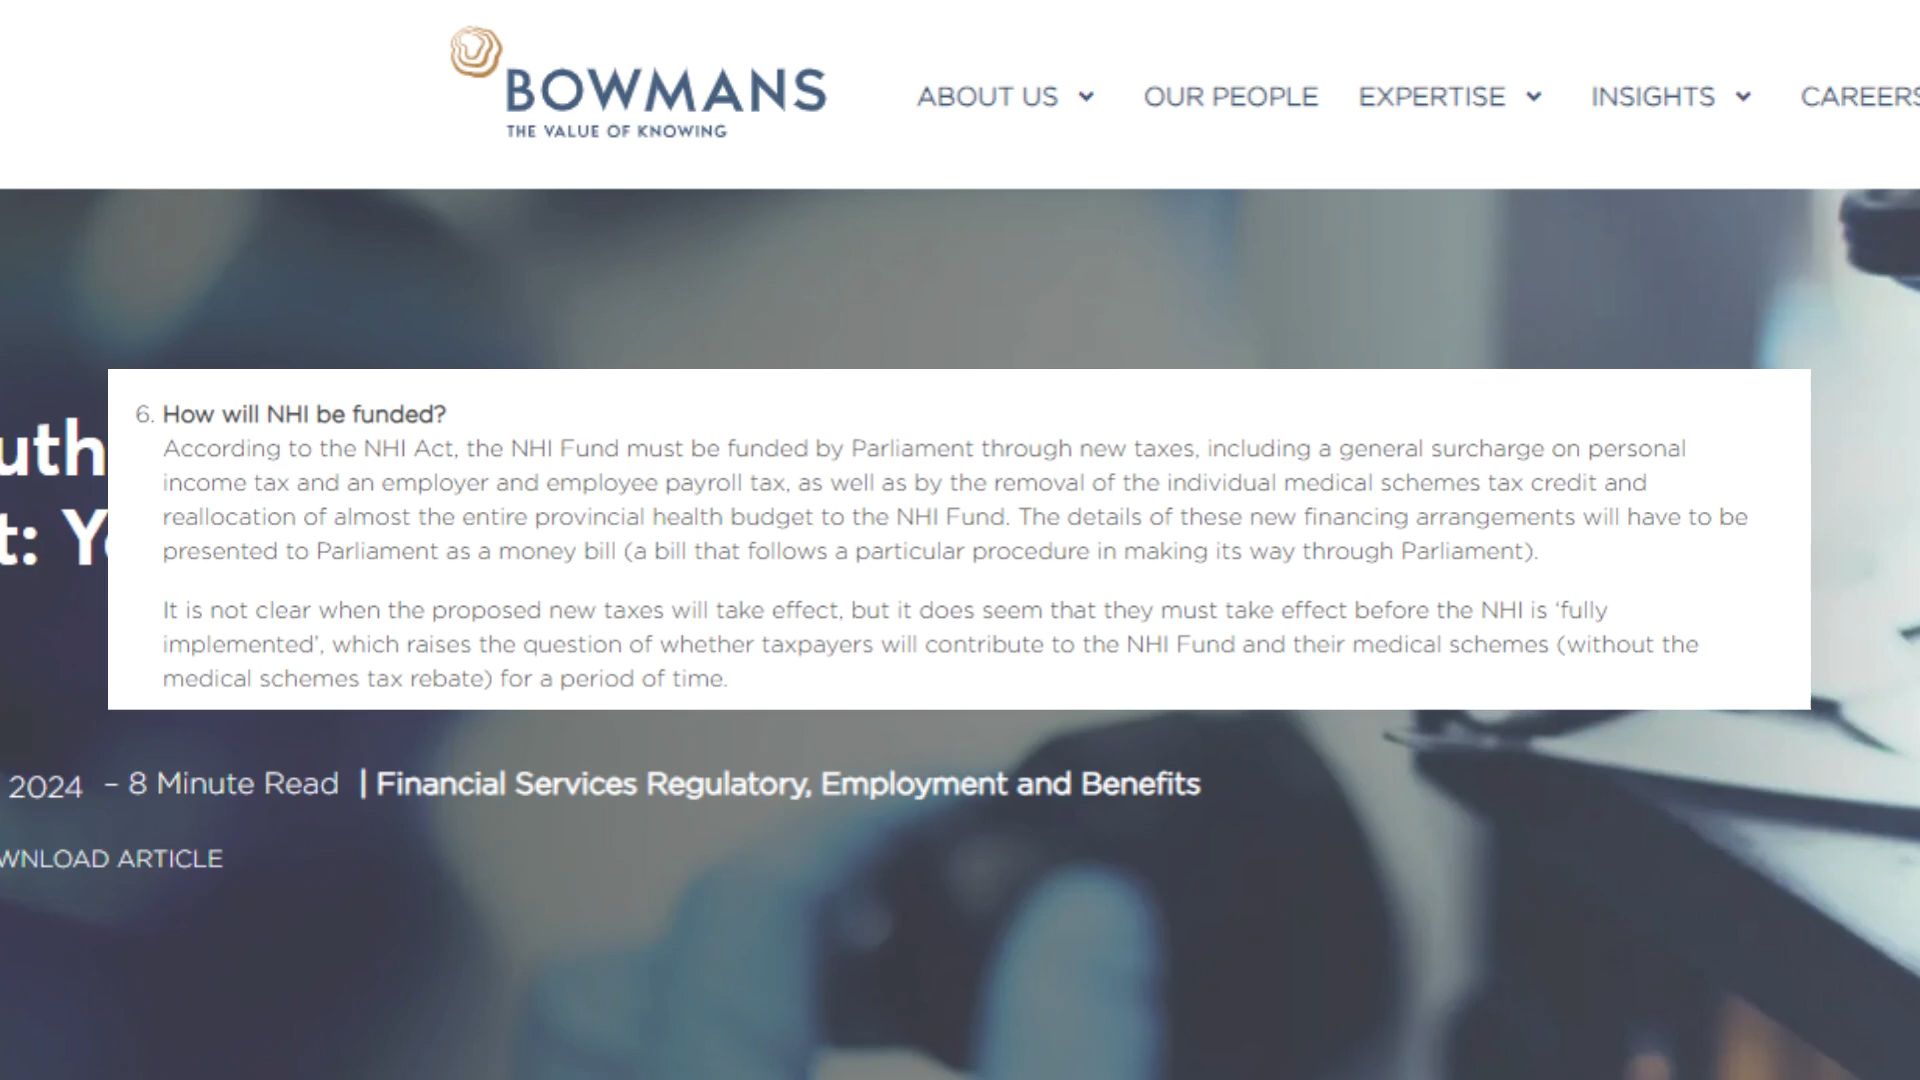 BOWMANS
THE VALUE OF KNOWING
ABOUT US
OUR PEOPLE
EXPERTISE
INSIGHTS
CAREERS
6. How will NHI be funded?
According to the NHI Act, the NHI Fund must be funded by Parliament through new taxes, including a general surcharge on personal
income tax and an employer and employee payroll tax, as well as by the removal of the individual medical schemes tax credit and
reallocation of almost the entire provincial health budget to the NHI Fund. The details of these new financing arrangements will have to be
presented to Parliament as a money bill (a bill that follows a particular procedure in making its way through Parliament).
It is not clear when the proposed new taxes will take effect, but it does seem that they must take effect before the NHI is ‘fully
implemented’, which raises the question of whether taxpayers will contribute to the NHI Fund and their medical schemes (without the
medical schemes tax rebate) for a period of time.
uth
t: Y
2024 – 8 Minute Read | Financial Services Regulatory, Employment and Benefits
WNLOAD ARTICLE